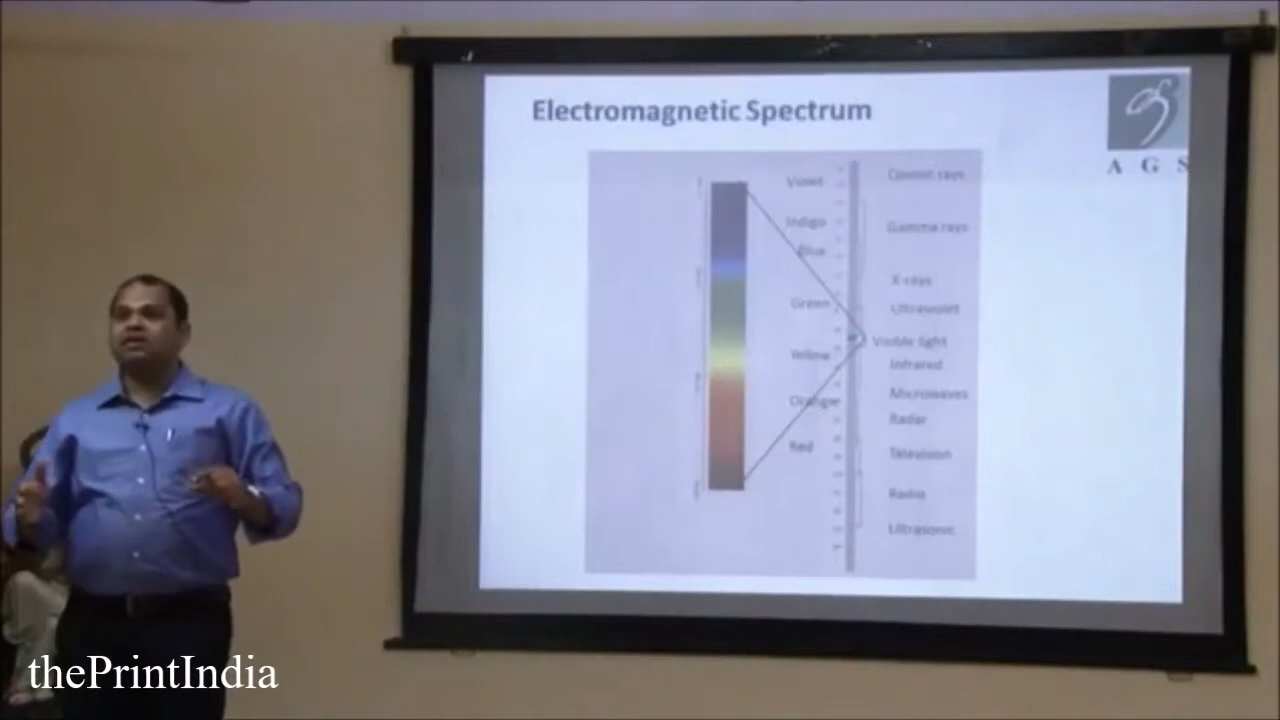 Electromagnetic Spectrum
A G S
Violet
Indigo
Blue
Green
Yellow
Orange
Red
Cosmic rays
Gamma rays
X-rays
Ultraviolet
Visible light
Infrared
Microwaves
Radar
Television
Radio
Ultrasonic
thePrintIndia